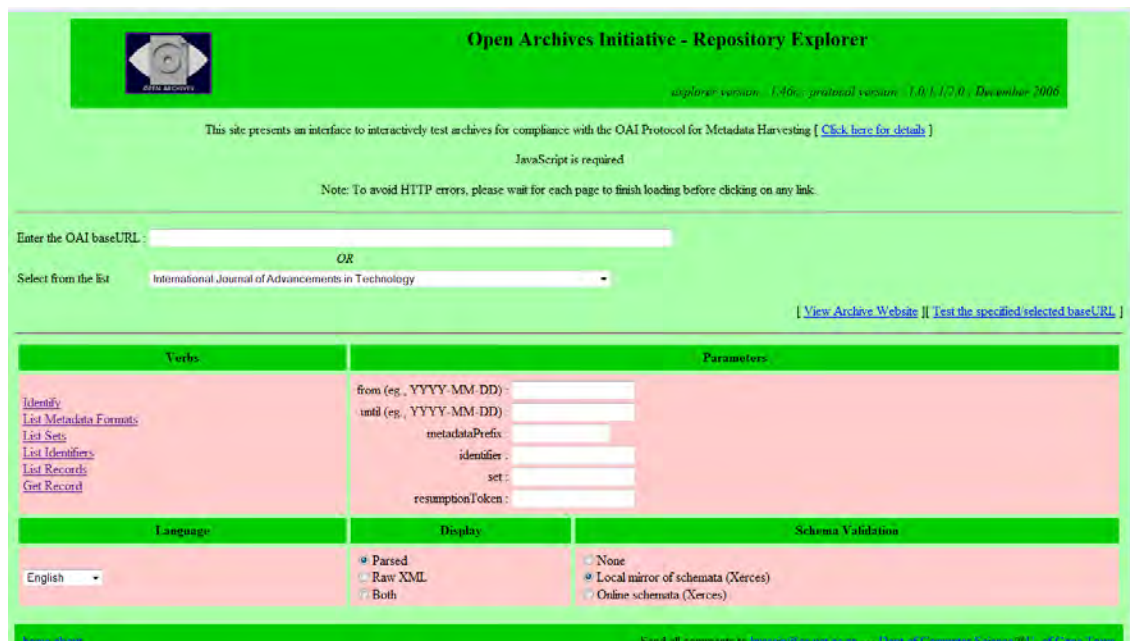 Open Archives Initiative - Repository Explorer
OPEN ARCHIVES
explorer version : 1.46c : protocol version : 1.0/1.1/2.0 : December 2006
This site presents an interface to interactively test archives for compliance with the OAI Protocol for Metadata Harvesting [ Click here for details ]
JavaScript is required
Note: To avoid HTTP errors, please wait for each page to finish loading before clicking on any link.
Enter the OAI baseURL :
OR
Select from the list International Journal of Advancements in Technology
[ View Archive Website ][ Test the specified/selected baseURL ]
Verbs Parameters
Identify
List Metadata Formats
List Sets
List Identifiers
List Records
Get Record
from (eg., YYYY-MM-DD) :
until (eg., YYYY-MM-DD) :
metadataPrefix :
identifier :
set :
resumptionToken :
Language Display Schema Validation
English
Parsed
Raw XML
Both
None
Local mirror of schemata (Xerces)
Online schemata (Xerces)
Send all comments to